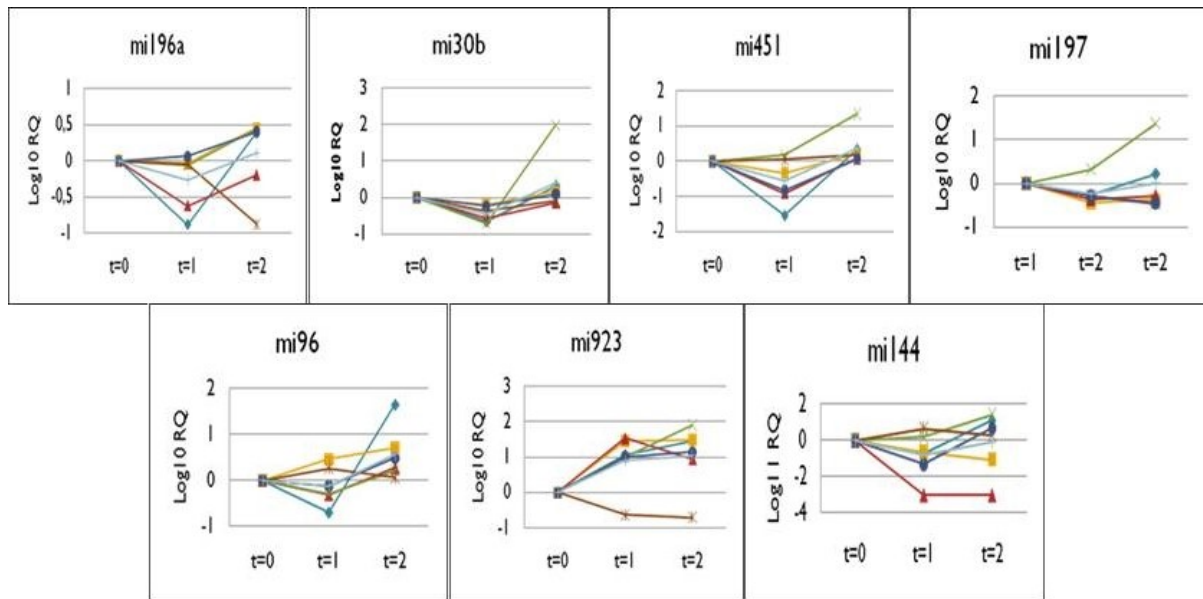 mi196a
Log10 RQ
1
0,5
0
-0,5
-1
t=0 t=1 t=2
mi30b
Log10 RQ
3
2
1
0
-1
t=0 t=1 t=2
mi451
Log10 RQ
2
1
0
-1
-2
t=0 t=1 t=2
mi197
Log10 RQ
2
1
0
-1
t=1 t=2 t=2
mi96
Log10 RQ
2
1
0
-1
t=0 t=1 t=2
mi923
Log10 RQ
3
2
1
0
-1
t=0 t=1 t=2
mi144
Log11 RQ
2
0
-2
-4
t=0 t=1 t=2